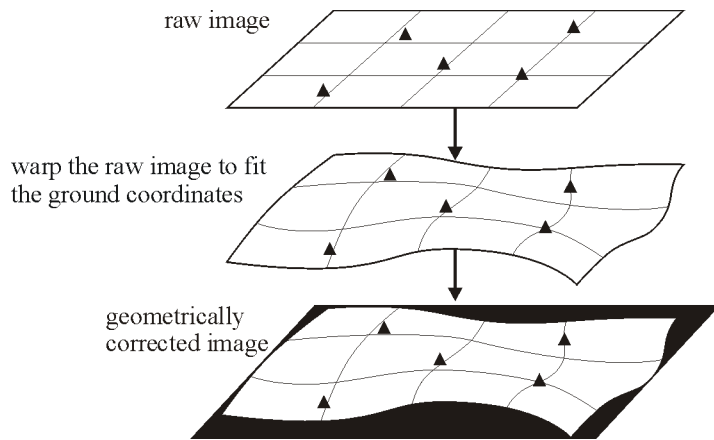 raw image
warp the raw image to fit
the ground coordinates
geometrically
corrected image